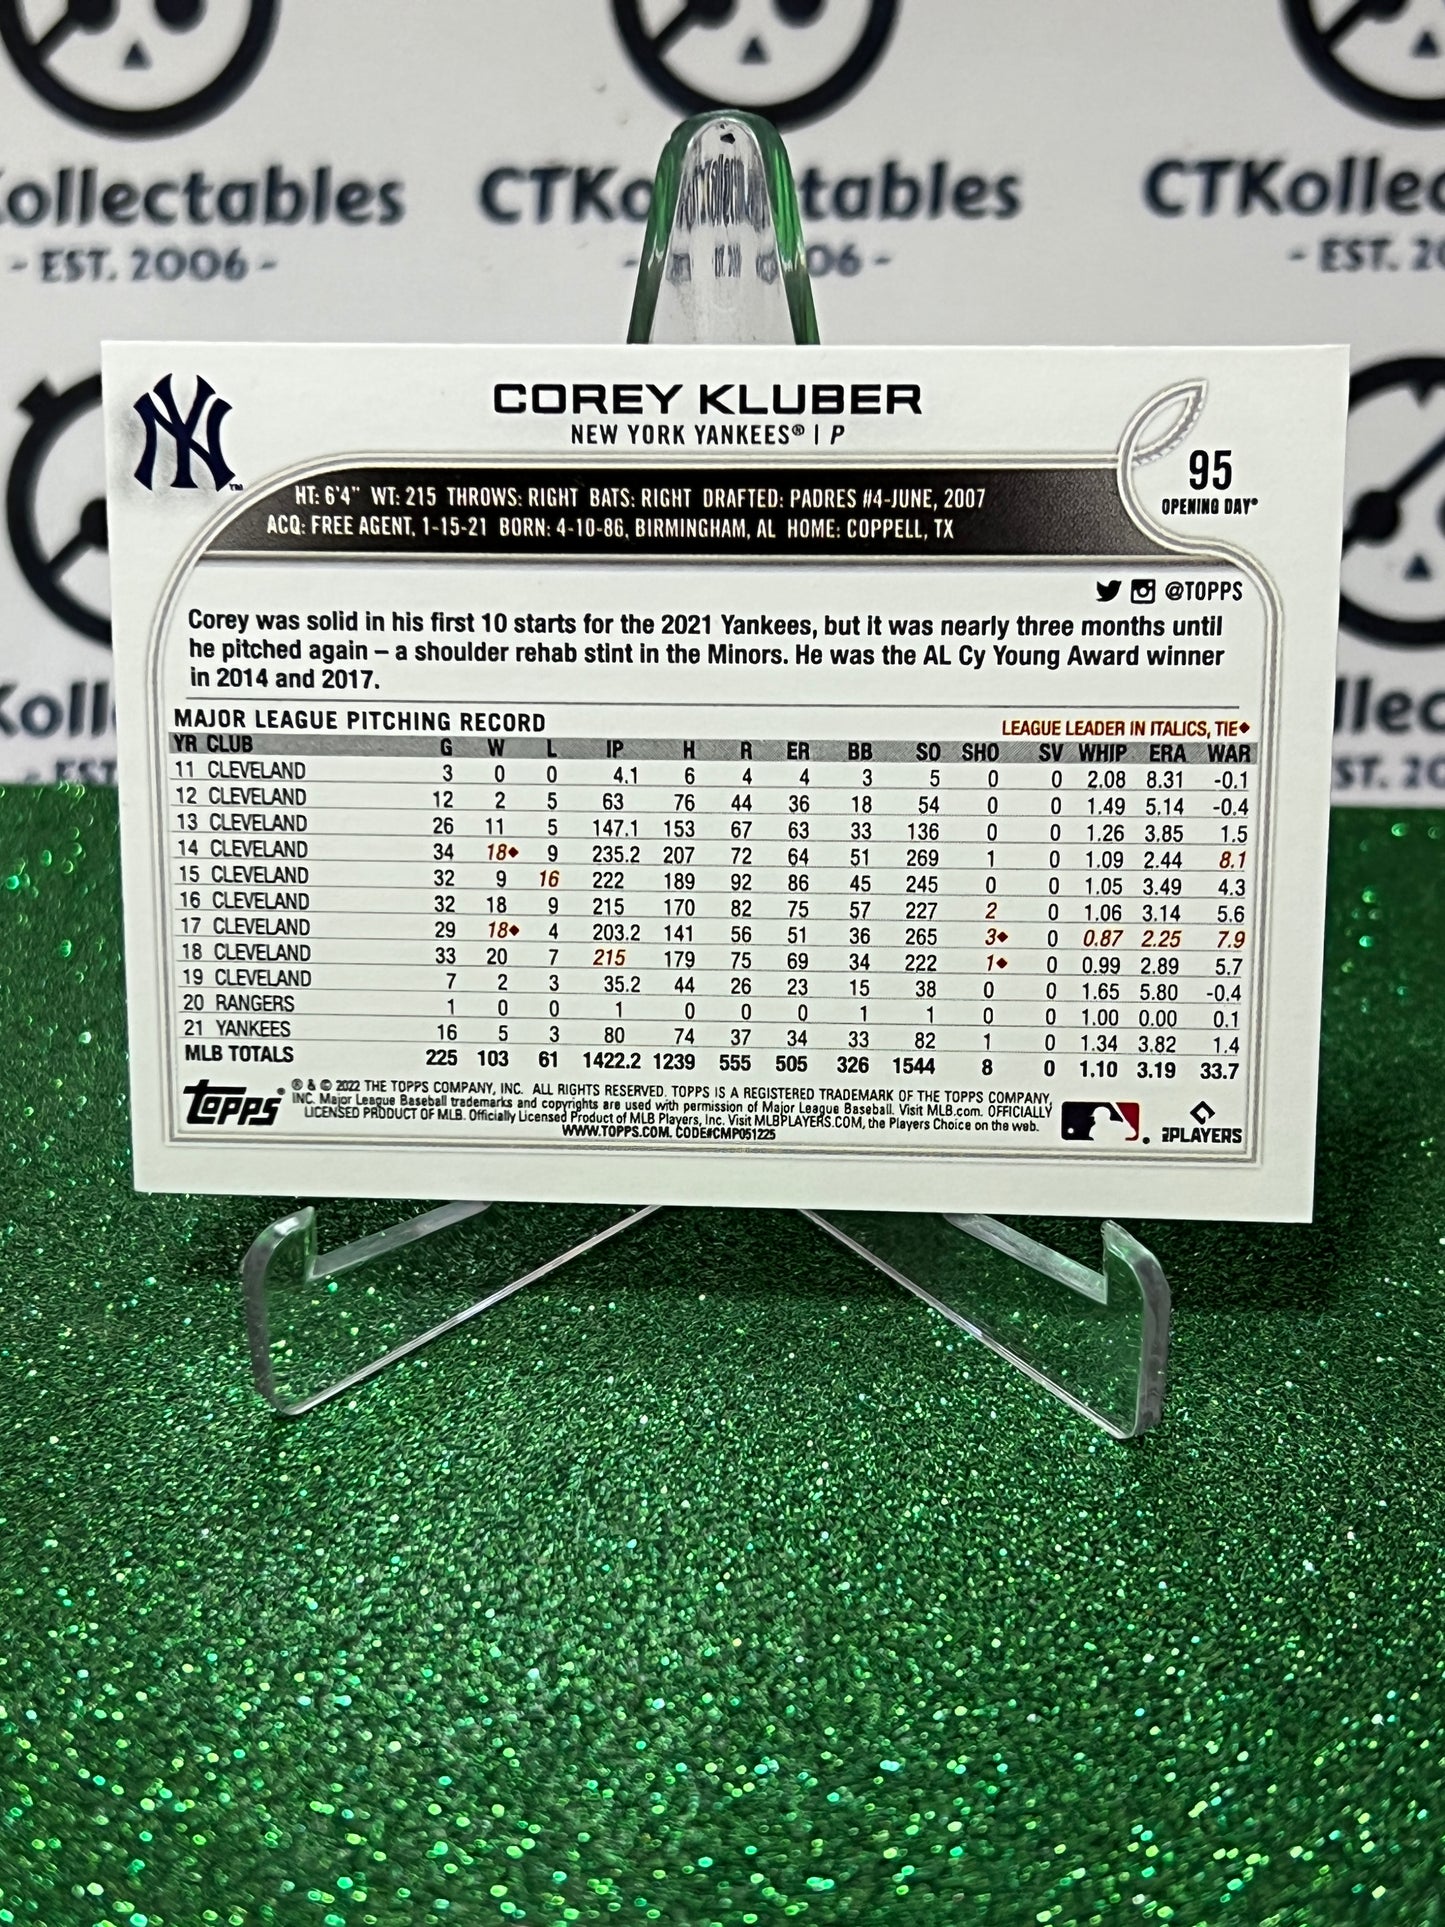 Kollectables CTKo tables CTKollec
- EST. 2006 - - 06 - - EST. 20
COREY KLUBER
NEW YORK YANKEES® | P
95
OPENING DAY®
HT: 6'4" WT: 215 THROWS: RIGHT BATS: RIGHT DRAFTED: PADRES #4-JUNE, 2007
ACQ: FREE AGENT, 1-15-21 BORN: 4-10-86, BIRMINGHAM, AL HOME: COPPELL, TX
@TOPPS
Corey was solid in his first 10 starts for the 2021 Yankees, but it was nearly three months until
he pitched again – a shoulder rehab stint in the Minors. He was the AL Cy Young Award winner
in 2014 and 2017.
MAJOR LEAGUE PITCHING RECORD LEAGUE LEADER IN ITALICS, TIE◆
YR CLUB G W L IP H R ER BB SO SHO SV WHIP ERA WAR
11 CLEVELAND 3 0 0 4.1 6 4 4 3 5 0 0 2.08 8.31 -0.1
12 CLEVELAND 12 2 5 63 76 44 36 18 54 0 0 1.49 5.14 -0.4
13 CLEVELAND 26 11 5 147.1 153 67 63 33 136 0 0 1.26 3.85 1.5
14 CLEVELAND 34 18◆ 9 235.2 207 72 64 51 269 1 0 1.09 2.44 8.1
15 CLEVELAND 32 9 16 222 189 92 86 45 245 0 0 1.05 3.49 4.3
16 CLEVELAND 32 18 9 215 170 82 75 57 227 2 0 1.06 3.14 5.6
17 CLEVELAND 29 18◆ 4 203.2 141 56 51 36 265 3◆ 0 0.87 2.25 7.9
18 CLEVELAND 33 20 7 215 179 75 69 34 222 1◆ 0 0.99 2.89 5.7
19 CLEVELAND 7 2 3 35.2 44 26 23 15 38 0 0 1.65 5.80 -0.4
20 RANGERS 1 0 0 1 0 0 0 1 1 0 0 1.00 0.00 0.1
21 YANKEES 16 5 3 80 74 37 34 33 82 1 0 1.34 3.82 1.4
MLB TOTALS 225 103 61 1422.2 1239 555 505 326 1544 8 0 1.10 3.19 33.7
Topps®
® & © 2022 THE TOPPS COMPANY, INC. ALL RIGHTS RESERVED. TOPPS IS A REGISTERED TRADEMARK OF THE TOPPS COMPANY,
INC. Major League Baseball trademarks and copyrights are used with permission of Major League Baseball. Visit MLB.com. OFFICIALLY
LICENSED PRODUCT OF MLB. Officially Licensed Product of MLB Players, Inc. Visit MLBPLAYERS.COM, the Players Choice on the web.
WWW.TOPPS.COM. CODE#CMP051225
PLAYERS